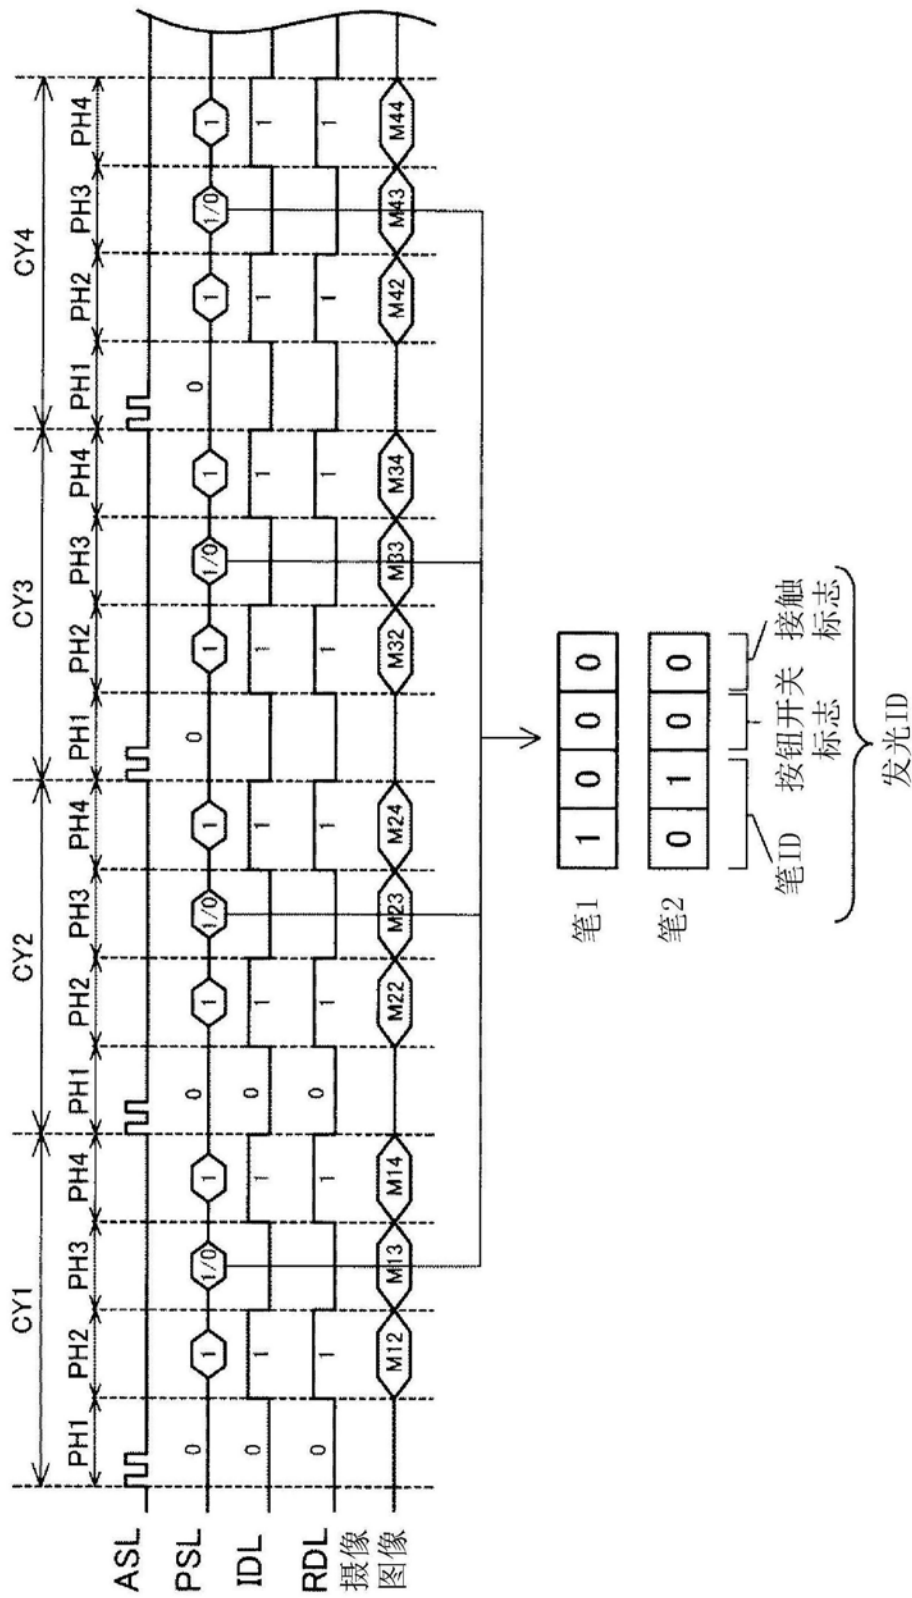 CY1 CY2 CY3 CY4
PH1 PH2 PH3 PH4 PH1 PH2 PH3 PH4 PH1 PH2 PH3 PH4 PH1 PH2 PH3 PH4
ASL
PSL 0 1 1/0 1 0 1 1/0 1 0 1 1/0 1 0 1 1/0 1
IDL 0 1 1 0 1 1 1 1 1 1
RDL 0 1 1 0 1 1 1 1 1 1
摄像
图像
M12 M13 M14 M22 M23 M24 M32 M33 M34 M42 M43 M44
笔1 1 0 0 0
笔2 0 1 0 0
笔ID
按钮开关
标志
接触
标志
发光ID